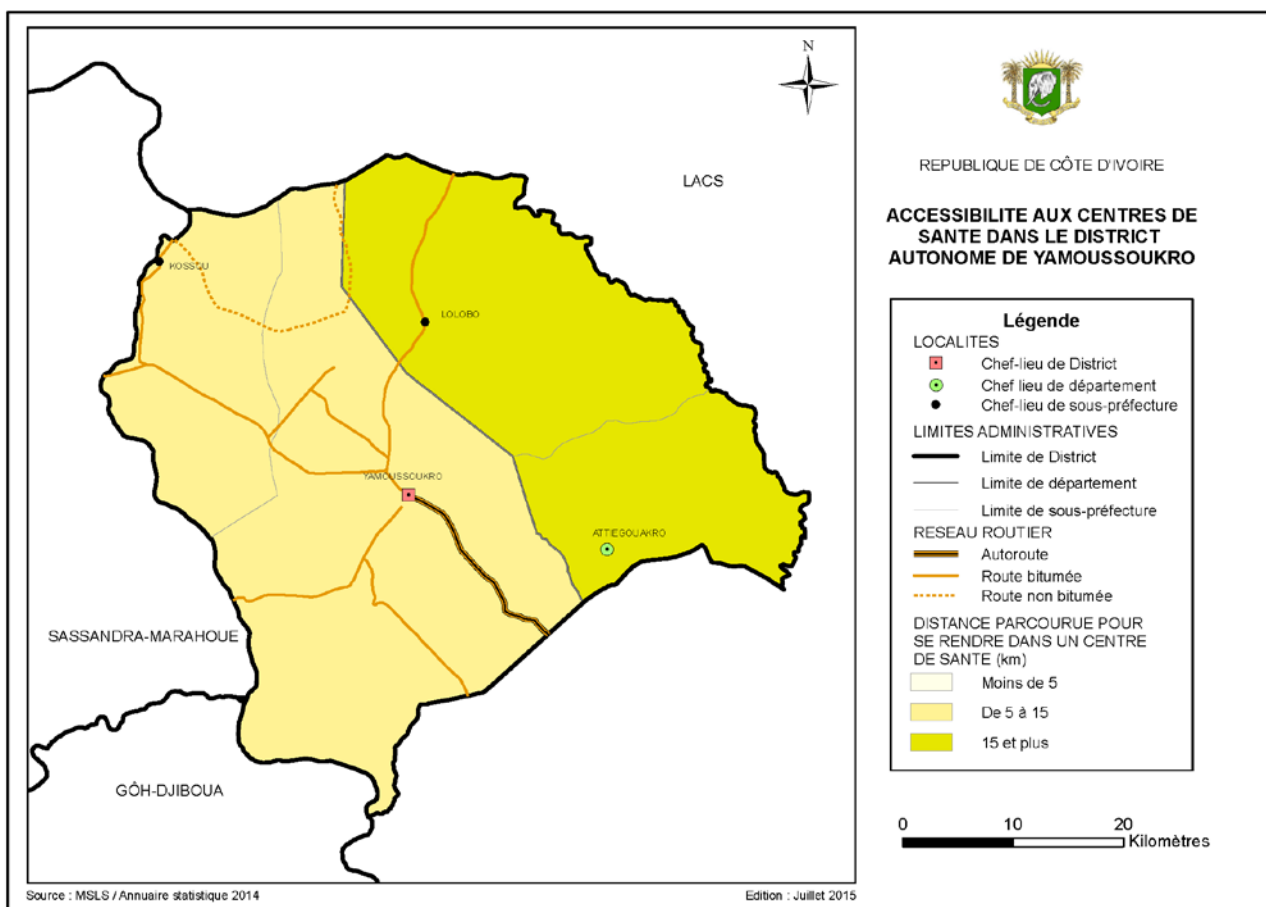 N
LACS
KOSSOU
LOLOBO
YAMOUSSOUKRO
ATTIEGOUAKRO
SASSANDRA-MARAHOUE
GÔH-DJIBOUA
Source : MSLS / Annuaire statistique 2014
Edition : Juillet 2015
REPUBLIQUE DE CÔTE D'IVOIRE
ACCESSIBILITE AUX CENTRES DE
SANTE DANS LE DISTRICT
AUTONOME DE YAMOUSSOUKRO
Légende
LOCALITES
Chef-lieu de District
Chef lieu de département
Chef-lieu de sous-préfecture
LIMITES ADMINISTRATIVES
Limite de District
Limite de département
Limite de sous-préfecture
RESEAU ROUTIER
Autoroute
Route bitumée
Route non bitumée
DISTANCE PARCOURUE POUR
SE RENDRE DANS UN CENTRE
DE SANTE (km)
Moins de 5
De 5 à 15
15 et plus
0 10 20
Kilomètres